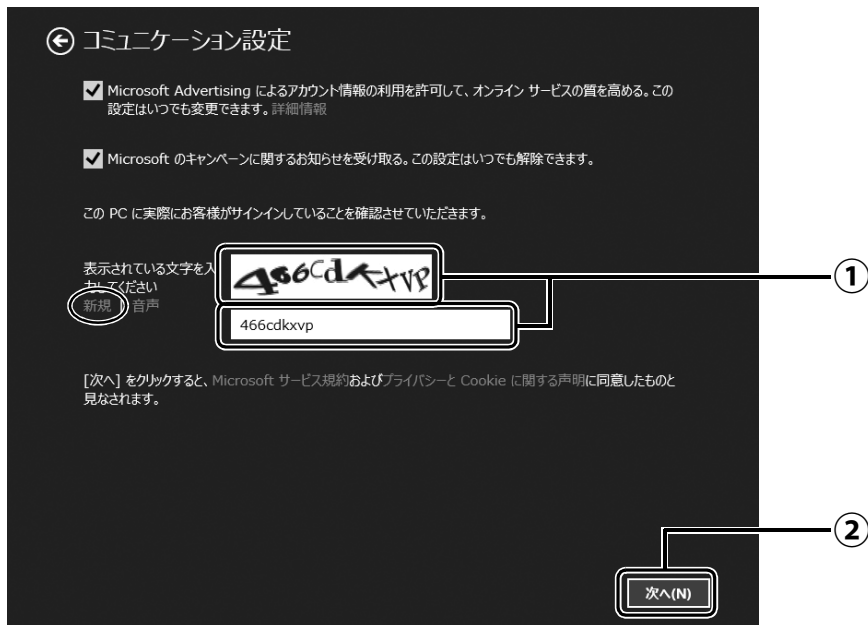 コミュニケーション設定
Microsoft Advertising によるアカウント情報の利用を許可して、オンライン サービスの質を高める。この
設定はいつでも変更できます。詳細情報
Microsoft のキャンペーンに関するお知らせを受け取る。この設定はいつでも解除できます。
この PC に実際にお客様がサインインしていることを確認させていただきます。
表示されている文字を入
力してください
466cdkxvp
①
新規 音声
466cdkxvp
[次へ] をクリックすると、Microsoft サービス規約およびプライバシーと Cookie に関する声明に同意したものと
見なされます。
②
次へ(N)